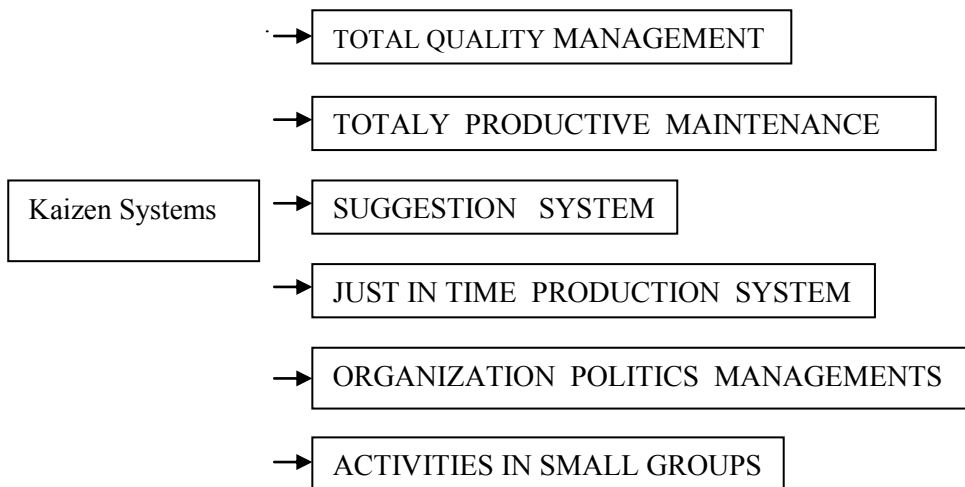 TOTAL QUALITY MANAGEMENT
TOTALY PRODUCTIVE MAINTENANCE
Kaizen Systems
SUGGESTION SYSTEM
JUST IN TIME PRODUCTION SYSTEM
ORGANIZATION POLITICS MANAGEMENTS
ACTIVITIES IN SMALL GROUPS